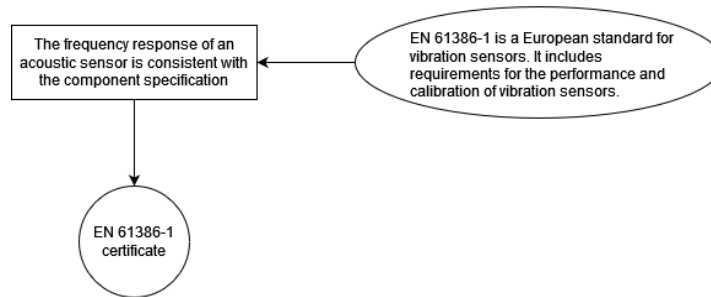 The frequency response of an
acoustic sensor is consistent with
the component specification
EN 61386-1 is a European standard for
vibration sensors. It includes
requirements for the performance and
calibration of vibration sensors.
EN 61386-1
certificate